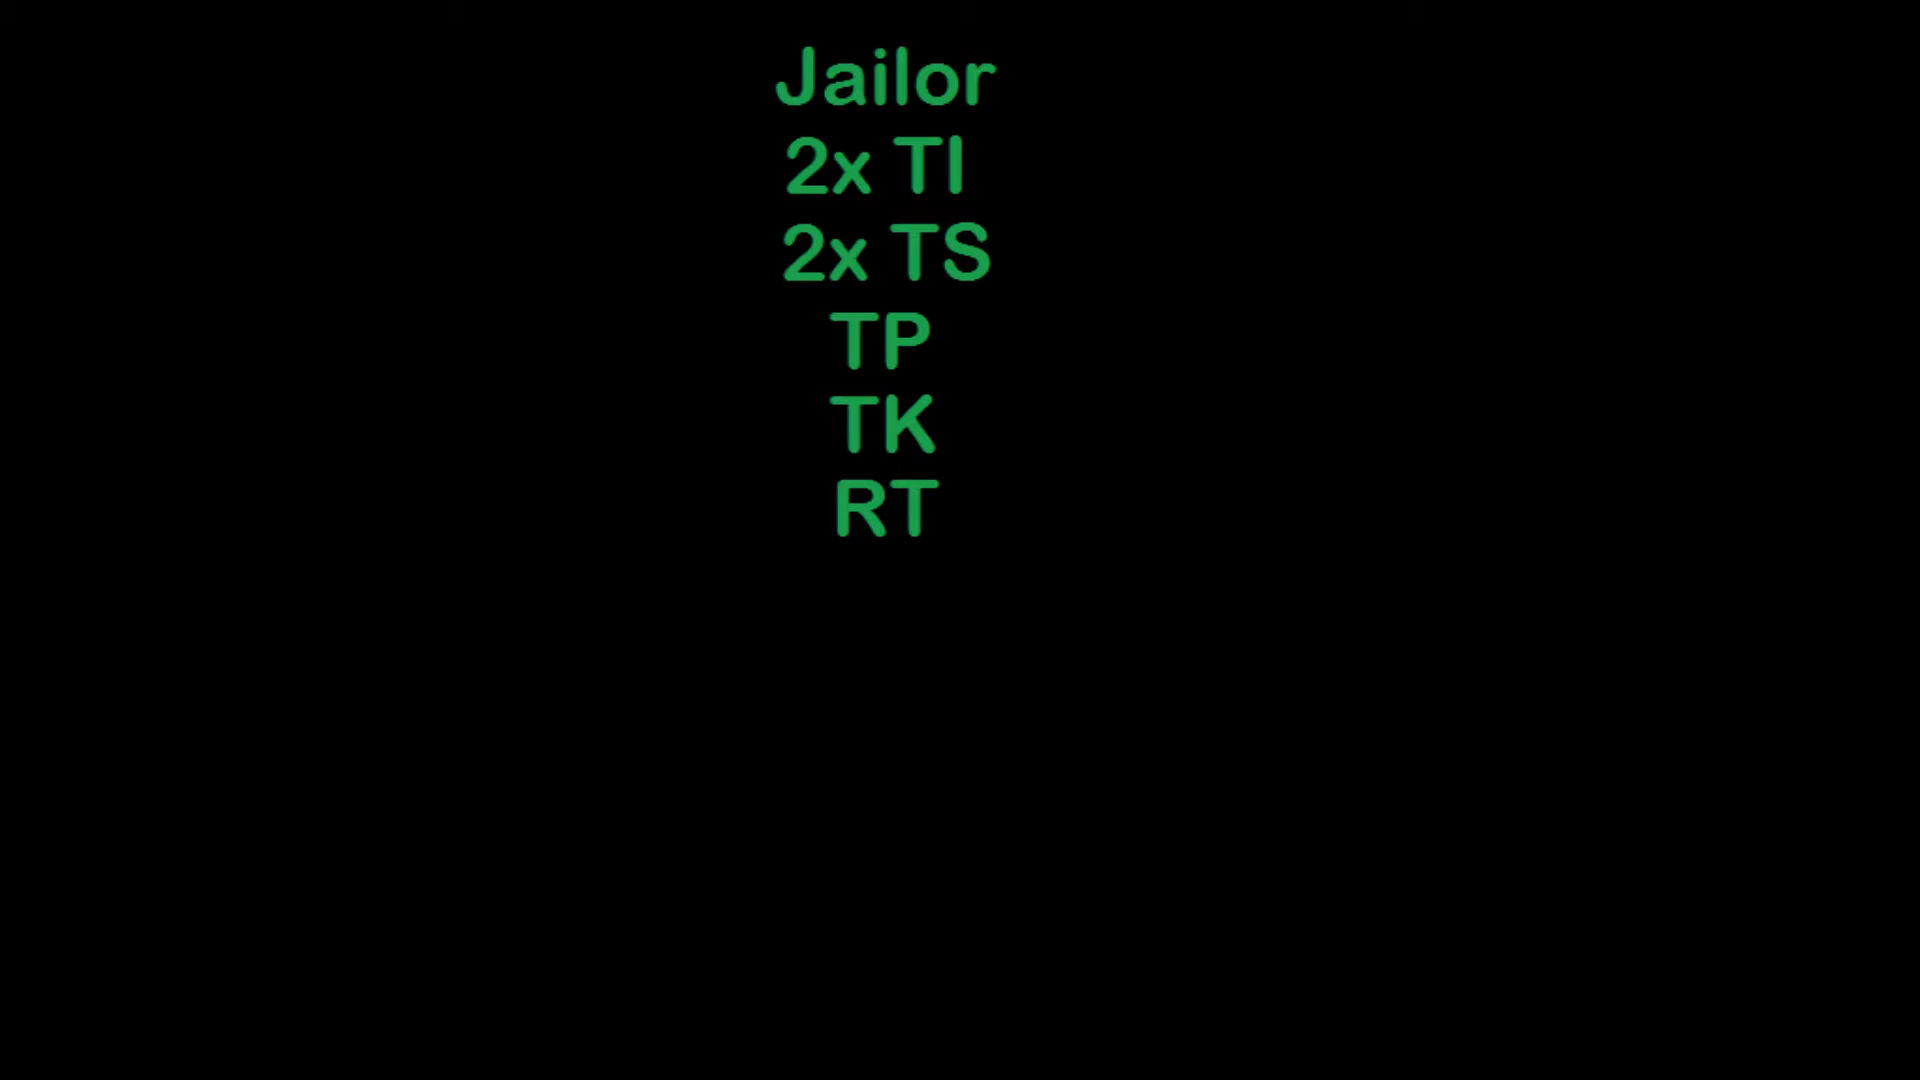 Jailor
2x TI
2x TS
TP
TK
RT